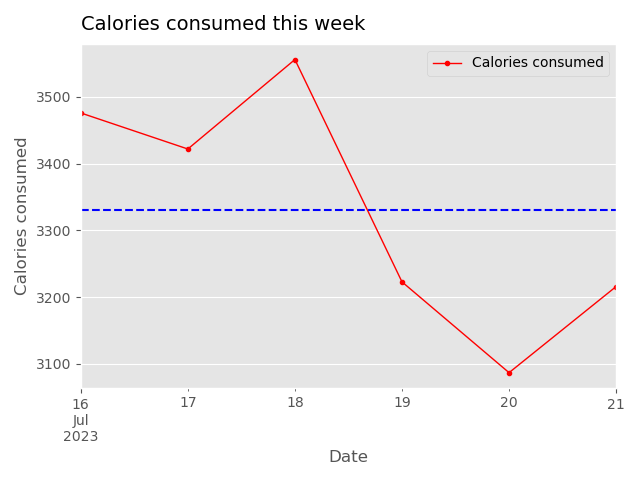 Calories consumed this week
Calories consumed
3500
3400
3300
3200
3100
Calories consumed
16
Jul
2023
17
18
19
20
21
Date